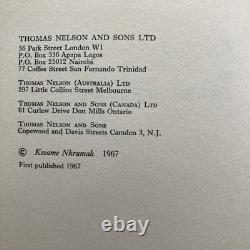 THOMAS NELSON AND SONS LTD
36 Park Street London W1
P.O. Box 336 Apapa Lagos
P.O. Box 25012 Nairobi
77 Coffee Street San Fernando Trinidad
THOMAS NELSON (AUSTRALIA) LTD
597 Little Collins Street Melbourne
THOMAS NELSON AND SONS (CANADA) LTD
81 Curlew Drive Don Mills Ontario
THOMAS NELSON AND SONS
Copewood and Davis Streets Camden 3, N.J.
© Kwame Nkrumah 1967
First published 1967
© ebay.com